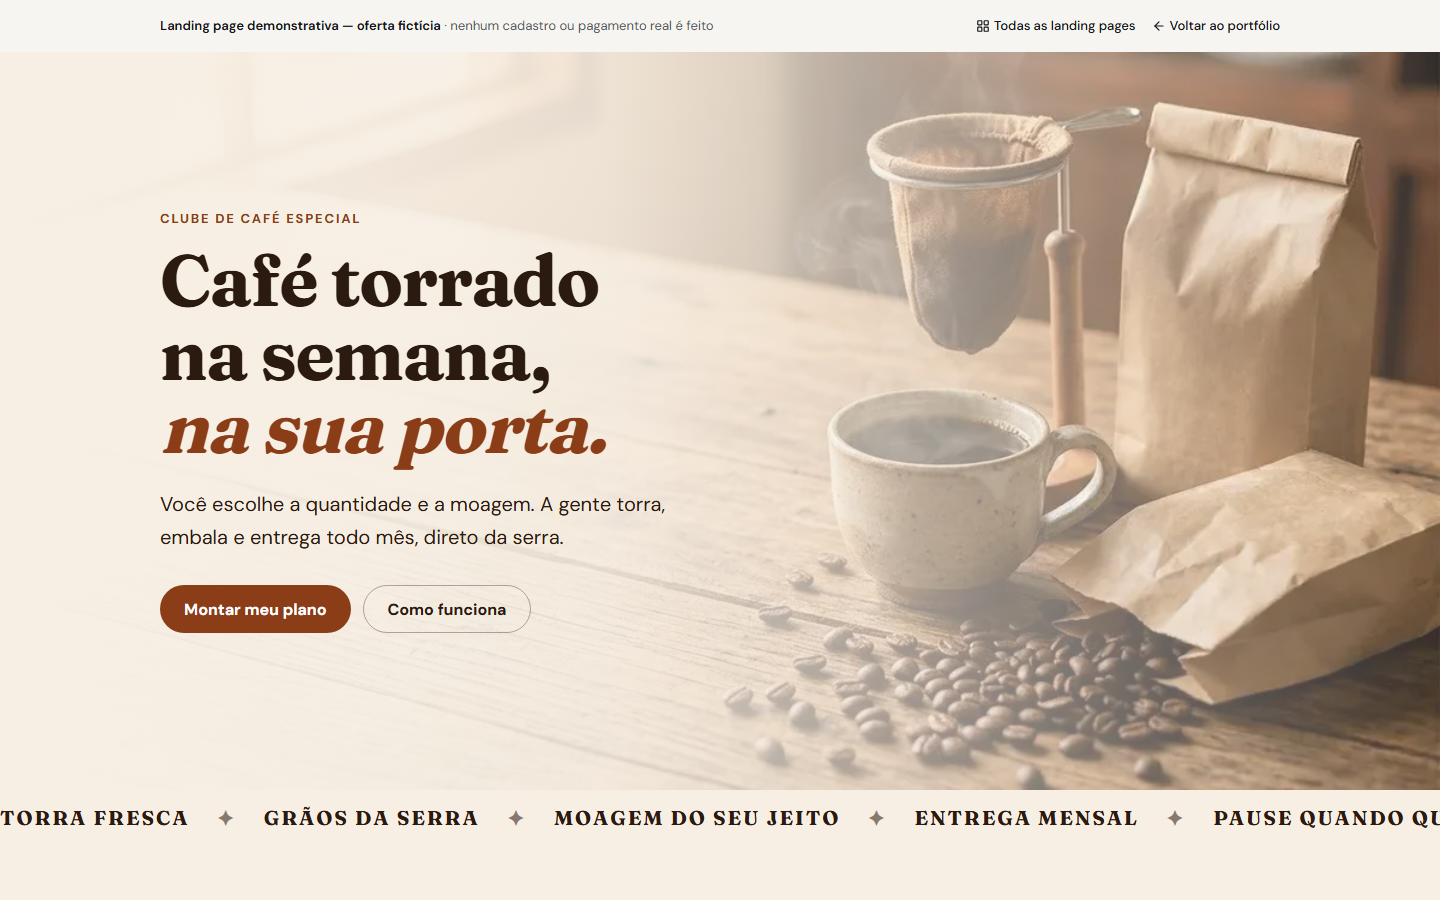 Landing page demonstrativa — oferta fictícia · nenhum cadastro ou pagamento real é feito
Todas as landing pages
Voltar ao portfólio
CLUBE DE CAFÉ ESPECIAL
Café torrado
na semana,
na sua porta.
Você escolhe a quantidade e a moagem. A gente torra,
embala e entrega todo mês, direto da serra.
Montar meu plano
Como funciona
TORRA FRESCA ✦ GRÃOS DA SERRA ✦ MOAGEM DO SEU JEITO ✦ ENTREGA MENSAL ✦ PAUSE QUANDO